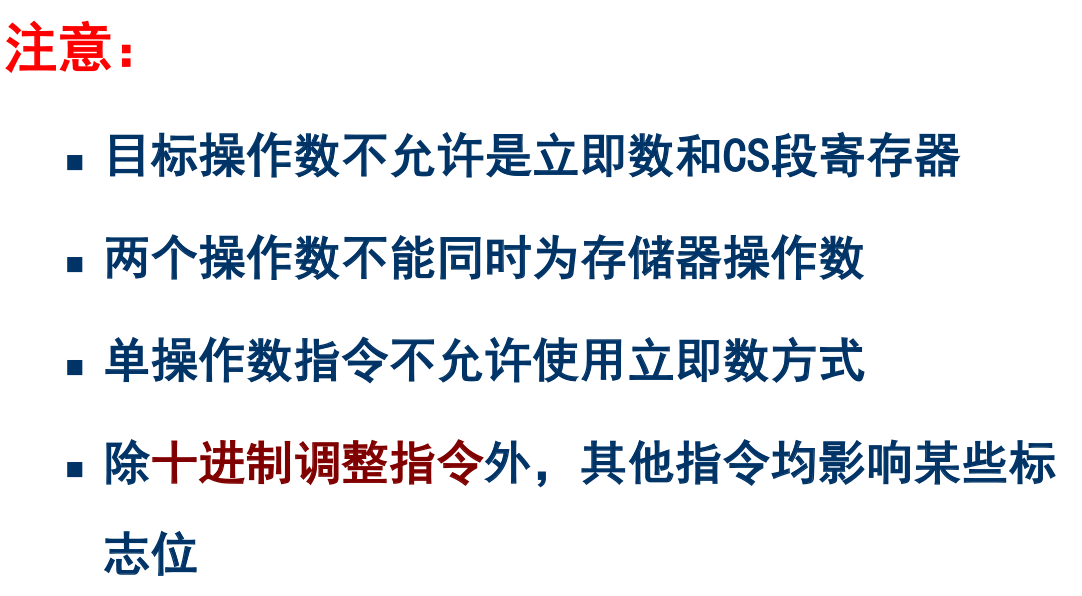 注意：
▪ 目标操作数不允许是立即数和CS段寄存器
▪ 两个操作数不能同时为存储器操作数
▪ 单操作数指令不允许使用立即数方式
▪ 除十进制调整指令外，其他指令均影响某些标
志位